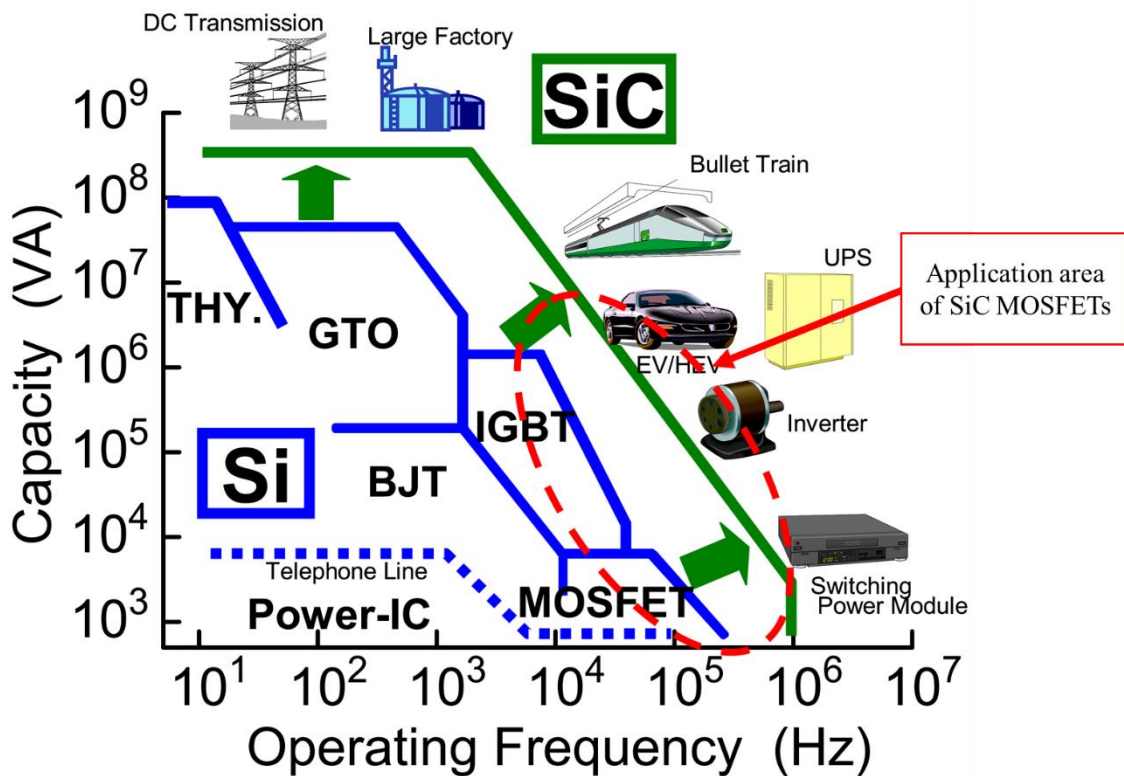 DC Transmission
Large Factory
SiC
Bullet Train
UPS
Application area
of SiC MOSFETs
EV/HEV
Inverter
Switching
Power Module
THY.
GTO
IGBT
BJT
Si
Telephone Line
Power-IC
MOSFET
Capacity (VA)
10⁹
10⁸
10⁷
10⁶
10⁵
10⁴
10³
10¹ 10² 10³ 10⁴ 10⁵ 10⁶ 10⁷
Operating Frequency (Hz)